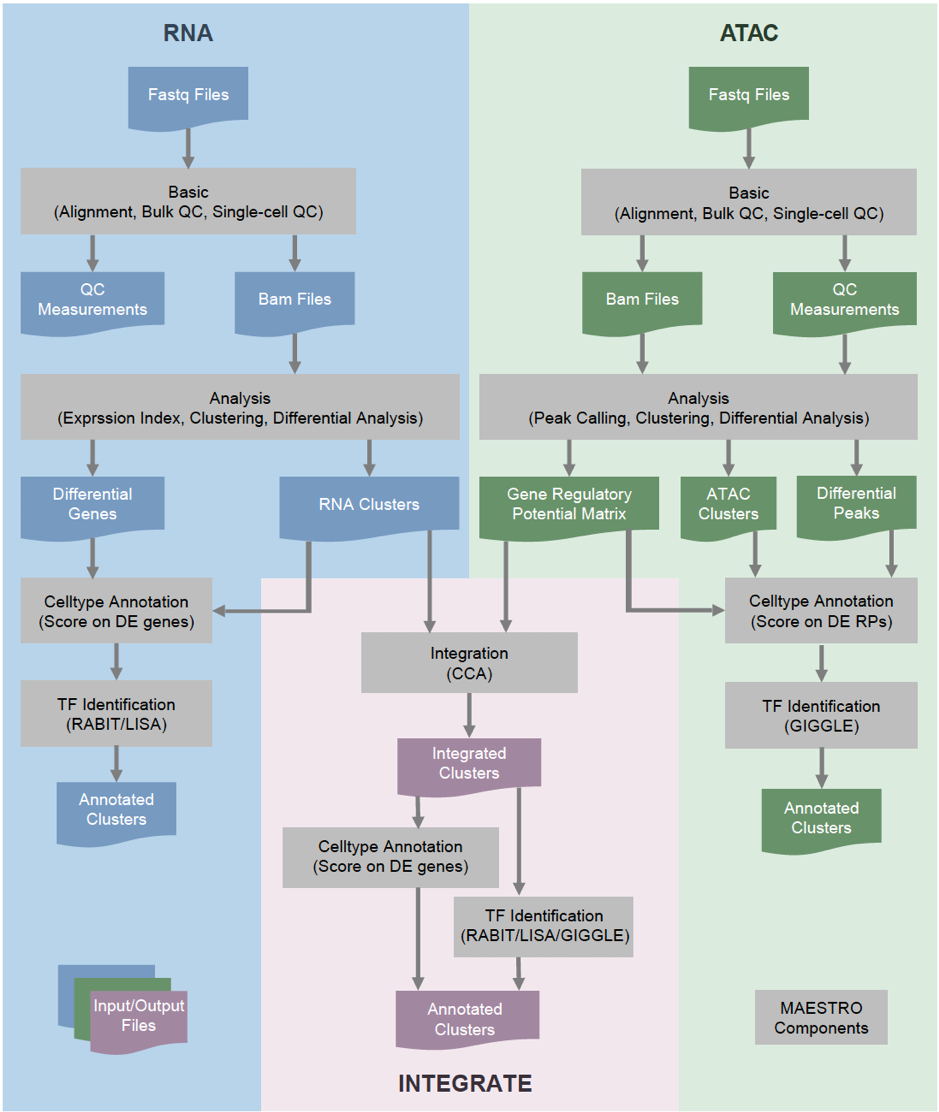 RNA
ATAC
Fastq Files
Fastq Files
Basic
(Alignment, Bulk QC, Single-cell QC)
Basic
(Alignment, Bulk QC, Single-cell QC)
QC
Measurements
Bam Files
Bam Files
QC
Measurements
Analysis
(Exprssion Index, Clustering, Differential Analysis)
Analysis
(Peak Calling, Clustering, Differential Analysis)
Differential
Genes
RNA Clusters
Gene Regulatory
Potential Matrix
ATAC
Clusters
Differential
Peaks
Celltype Annotation
(Score on DE genes)
Celltype Annotation
(Score on DE RPs)
Integration
(CCA)
TF Identification
(RABIT/LISA)
TF Identification
(GIGGLE)
Integrated
Clusters
Annotated
Clusters
Annotated
Clusters
Celltype Annotation
(Score on DE genes)
TF Identification
(RABIT/LISA/GIGGLE)
Input/Output
Files
Annotated
Clusters
MAESTRO
Components
INTEGRATE